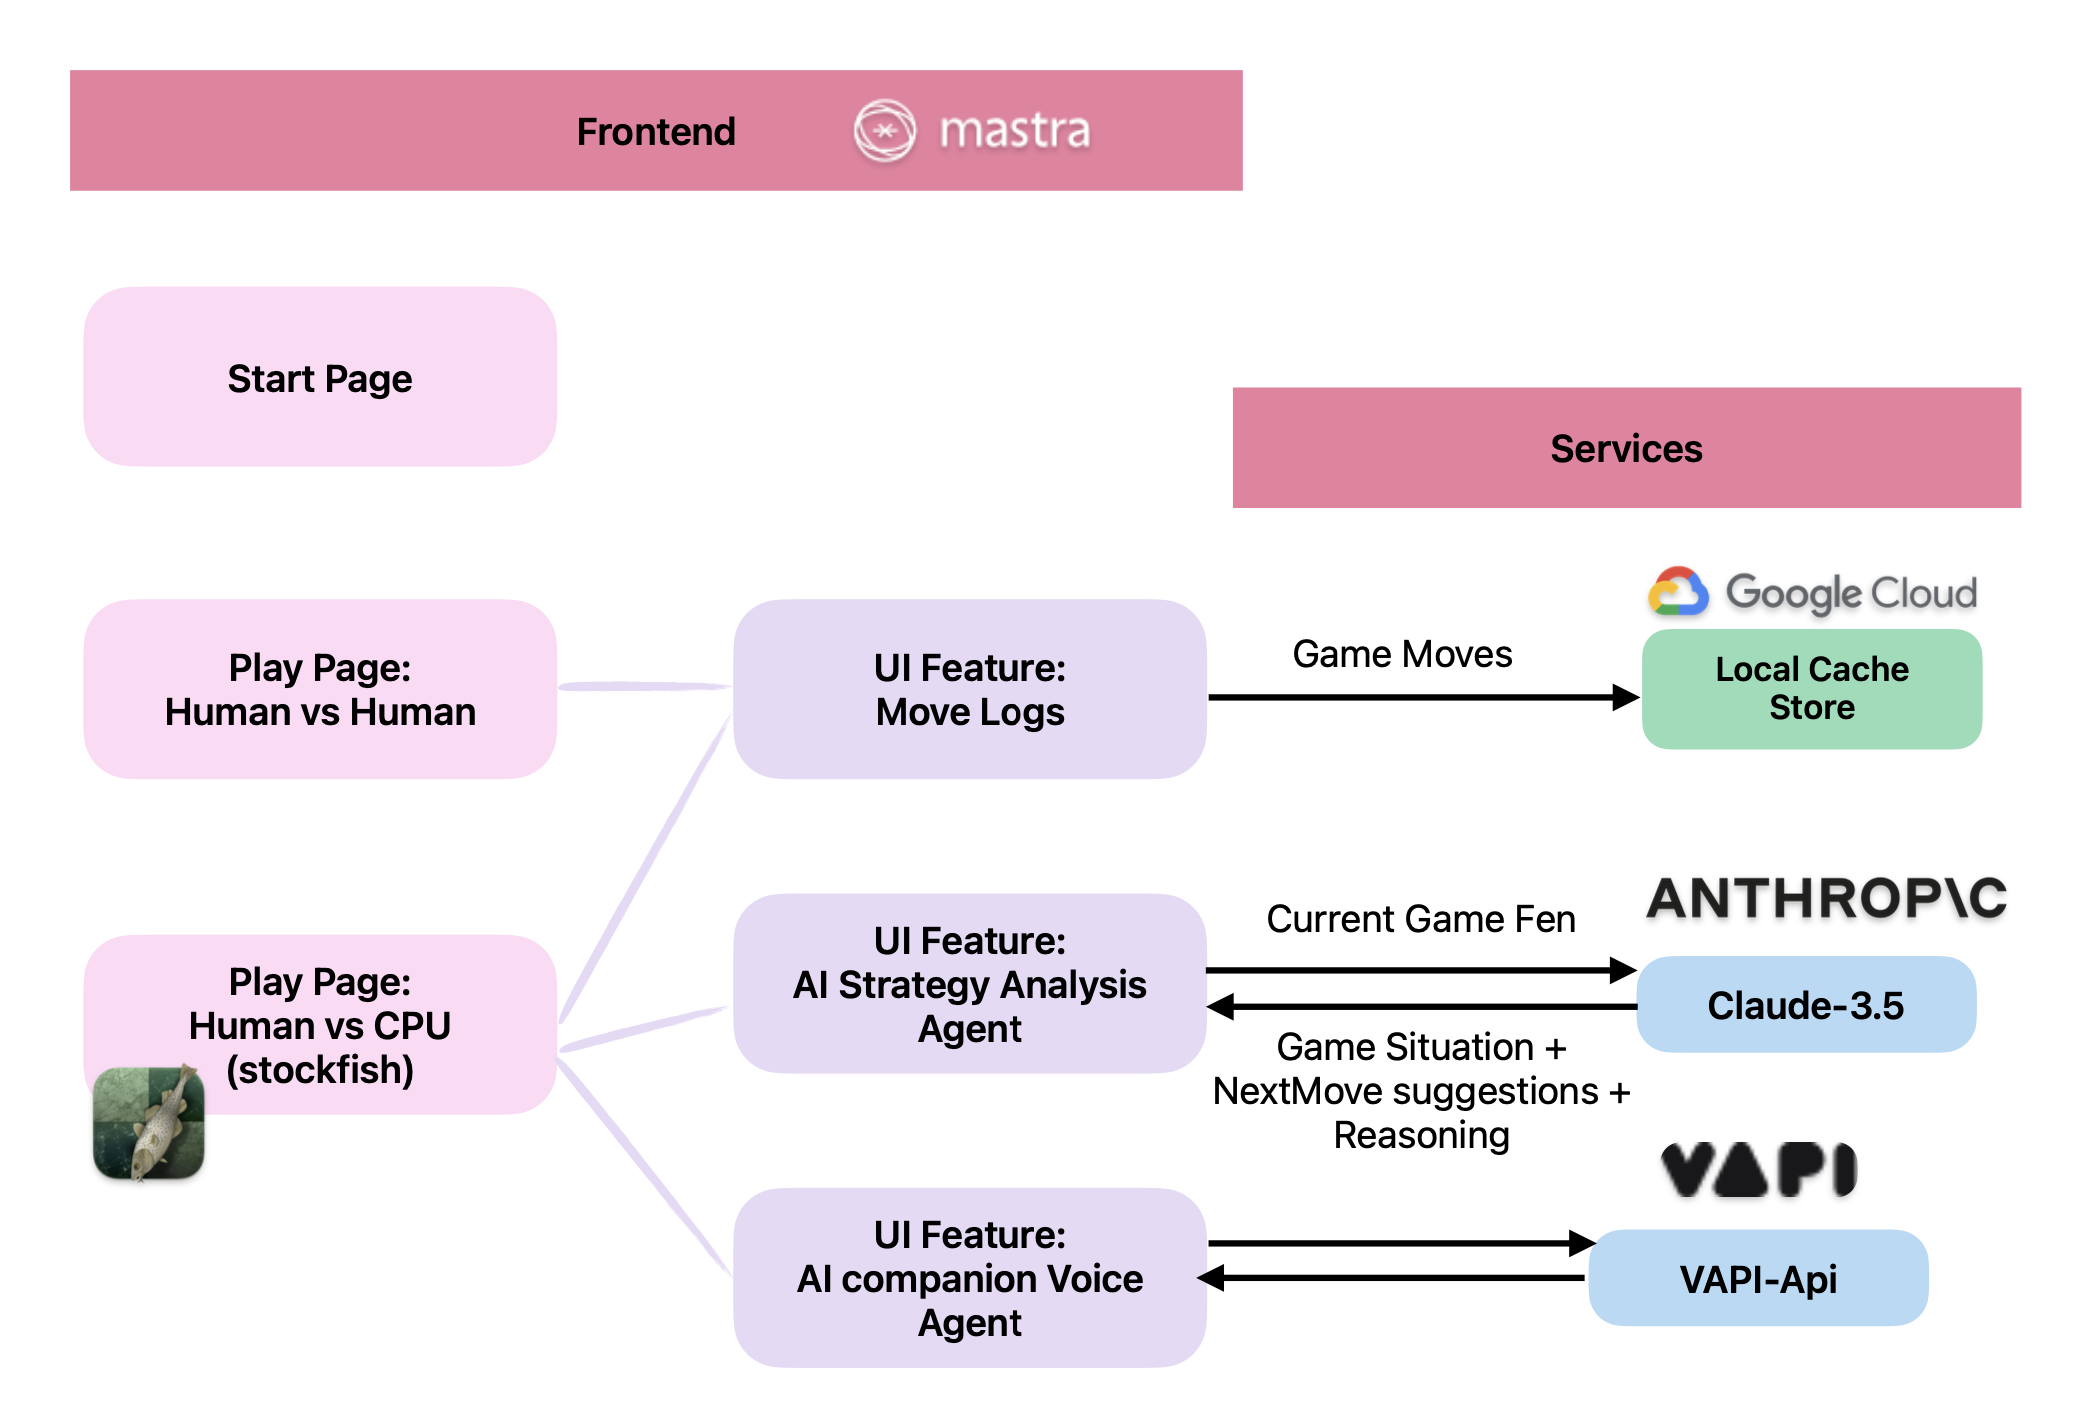 Frontend
mastra
Start Page
Services
Google Cloud
Play Page:
Human vs Human
UI Feature:
Move Logs
Game Moves
Local Cache
Store
ANTHROP\C
Play Page:
Human vs CPU
(stockfish)
UI Feature:
AI Strategy Analysis
Agent
Current Game Fen
Claude-3.5
Game Situation +
NextMove suggestions +
Reasoning
VAPI
UI Feature:
AI companion Voice
Agent
VAPI-Api